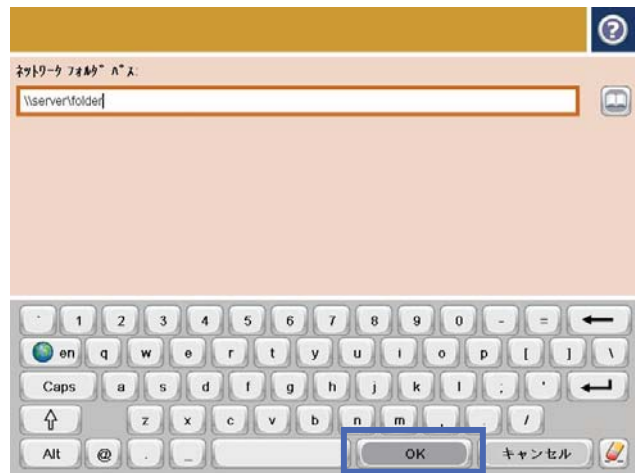 ?
ﾈｯﾄﾜｰｸ ﾌｫﾙﾀﾞ ﾊﾟｽ:
\\server\folder
` 1 2 3 4 5 6 7 8 9 0 - =
en q w e r t y u i o p [ ] \
Caps a s d f g h j k l ; '
z x c v b n m , . /
Alt @ . _ OK キャンセル